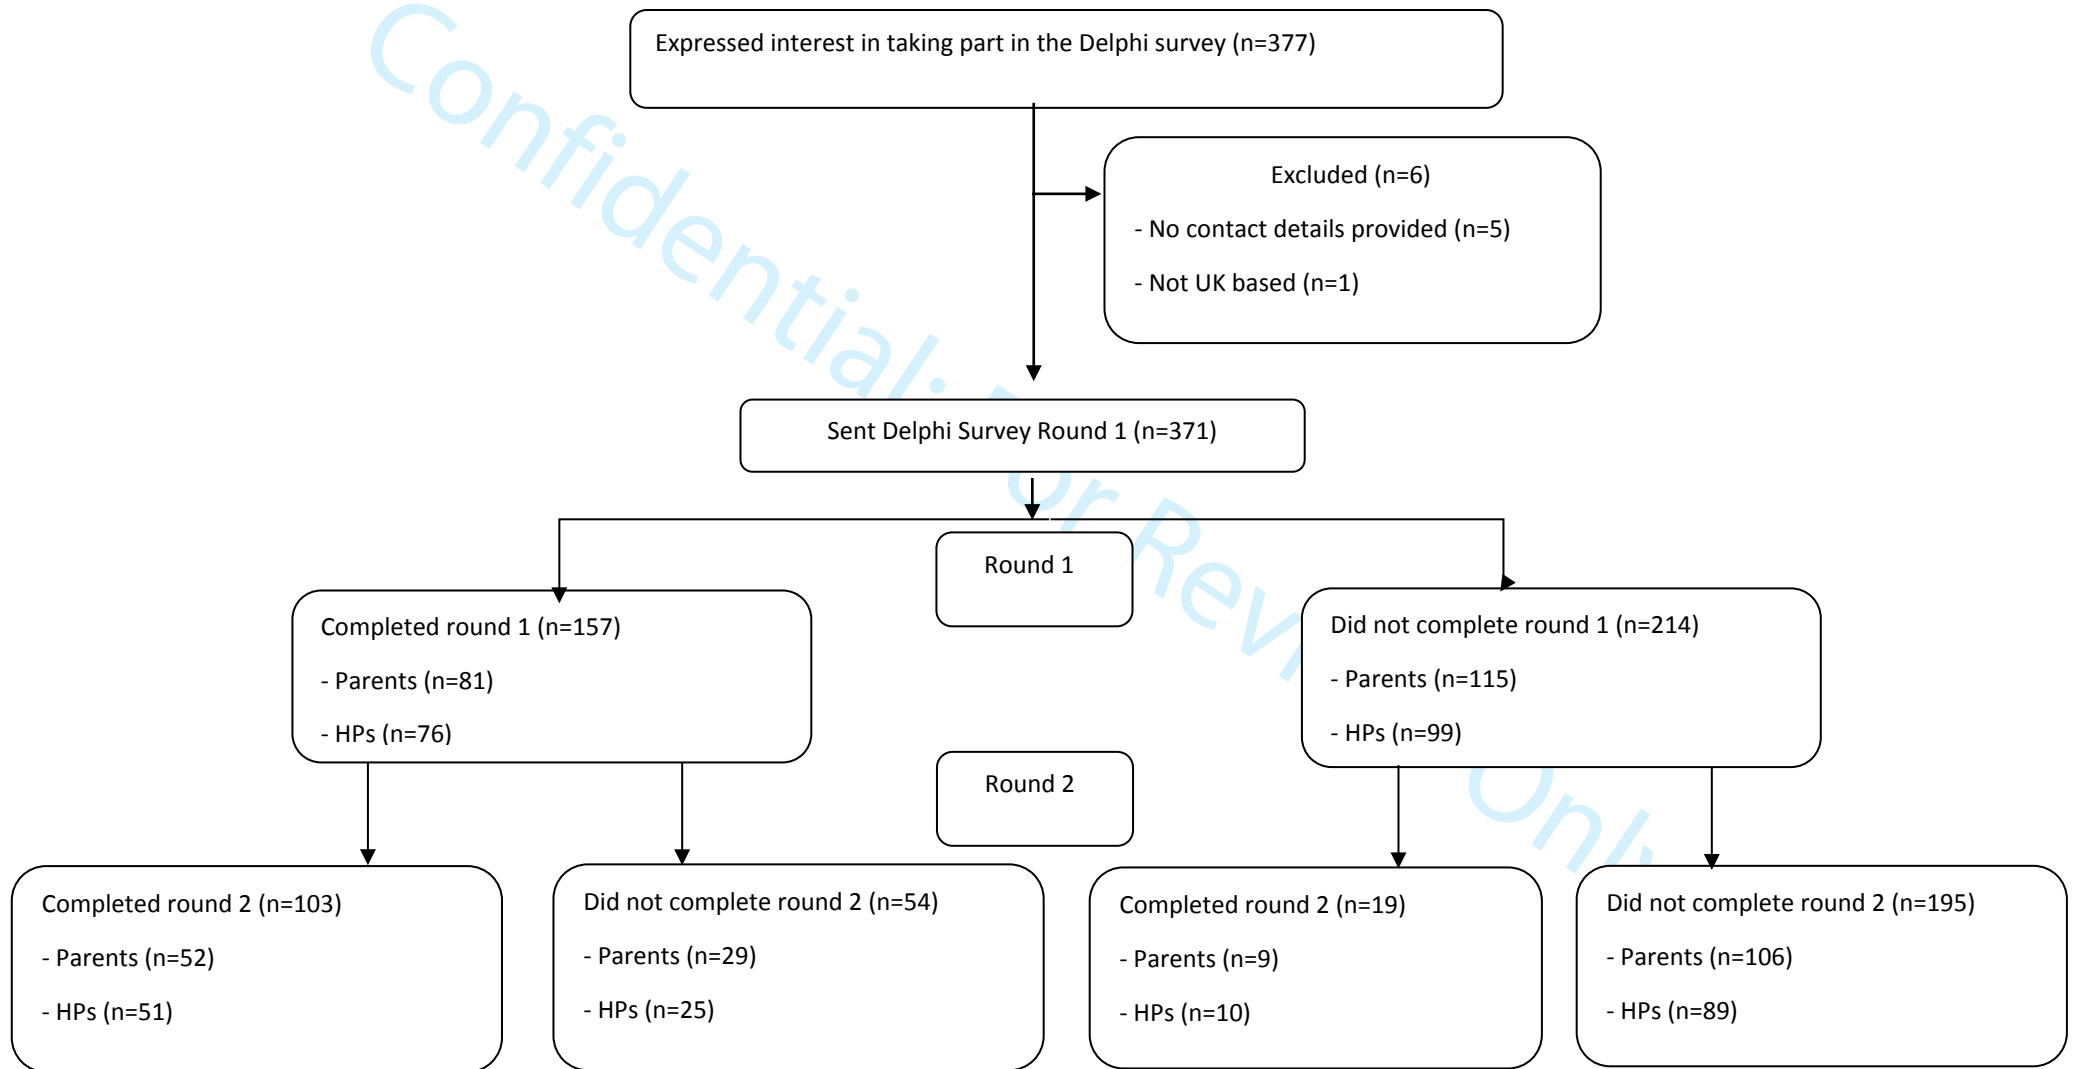 Confidential: For Review Only
Expressed interest in taking part in the Delphi survey (n=377)
Excluded (n=6)
- No contact details provided (n=5)
- Not UK based (n=1)
Sent Delphi Survey Round 1 (n=371)
Round 1
Completed round 1 (n=157)
- Parents (n=81)
- HPs (n=76)
Did not complete round 1 (n=214)
- Parents (n=115)
- HPs (n=99)
Round 2
Completed round 2 (n=103)
- Parents (n=52)
- HPs (n=51)
Did not complete round 2 (n=54)
- Parents (n=29)
- HPs (n=25)
Completed round 2 (n=19)
- Parents (n=9)
- HPs (n=10)
Did not complete round 2 (n=195)
- Parents (n=106)
- HPs (n=89)